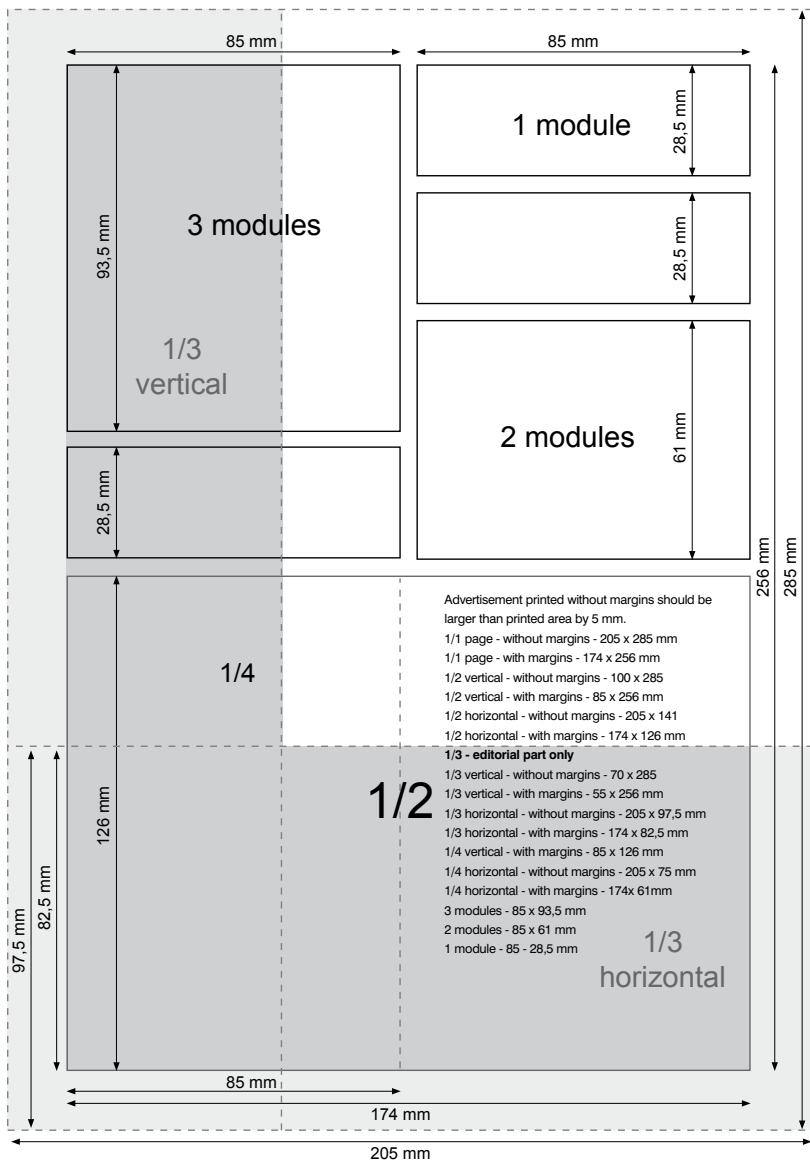 85 mm
85 mm
93,5 mm
3 modules
1 module
28,5 mm
28,5 mm
1/3
vertical
2 modules
61 mm
28,5 mm
256 mm
285 mm
Advertisement printed without margins should be
larger than printed area by 5 mm.
1/1 page - without margins - 205 x 285 mm
1/1 page - with margins - 174 x 256 mm
1/2 vertical - without margins - 100 x 285
1/2 vertical - with margins - 85 x 256 mm
1/2 horizontal - without margins - 205 x 141
1/2 horizontal - with margins - 174 x 126 mm
1/3 - editorial part only
1/3 vertical - without margins - 70 x 285
1/3 vertical - with margins - 55 x 256 mm
1/3 horizontal - without margins - 205 x 97,5 mm
1/3 horizontal - with margins - 174 x 82,5 mm
1/4 vertical - with margins - 85 x 126 mm
1/4 horizontal - without margins - 205 x 75 mm
1/4 horizontal - with margins - 174x 61mm
3 modules - 85 x 93,5 mm
2 modules - 85 x 61 mm
1 module - 85 - 28,5 mm
1/4
1/2
126 mm
82,5 mm
97,5 mm
1/3
horizontal
85 mm
174 mm
205 mm